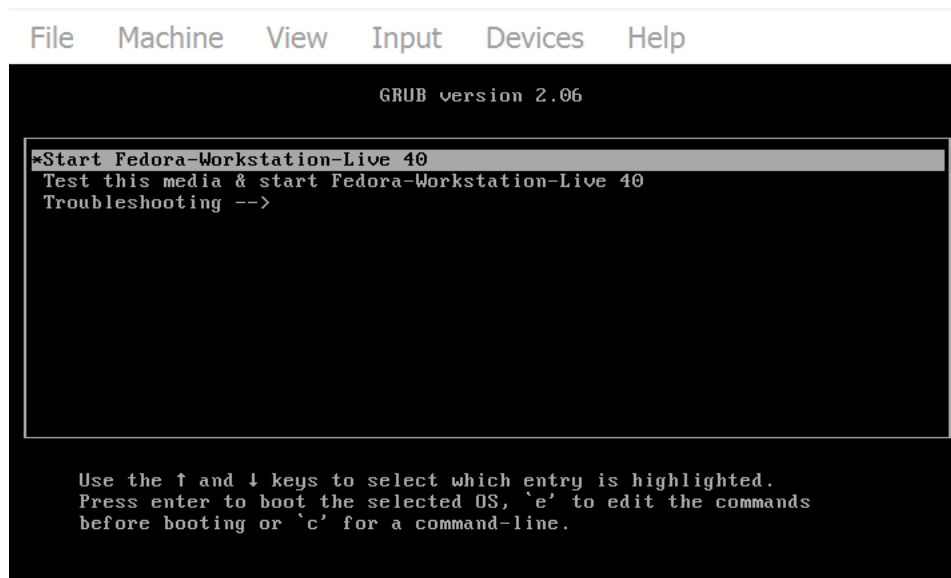 File Machine View Input Devices Help
GRUB version 2.06
*Start Fedora-Workstation-Live 40
Test this media & start Fedora-Workstation-Live 40
Troubleshooting -->
Use the ↑ and ↓ keys to select which entry is highlighted.
Press enter to boot the selected OS, `e' to edit the commands
before booting or `c' for a command-line.